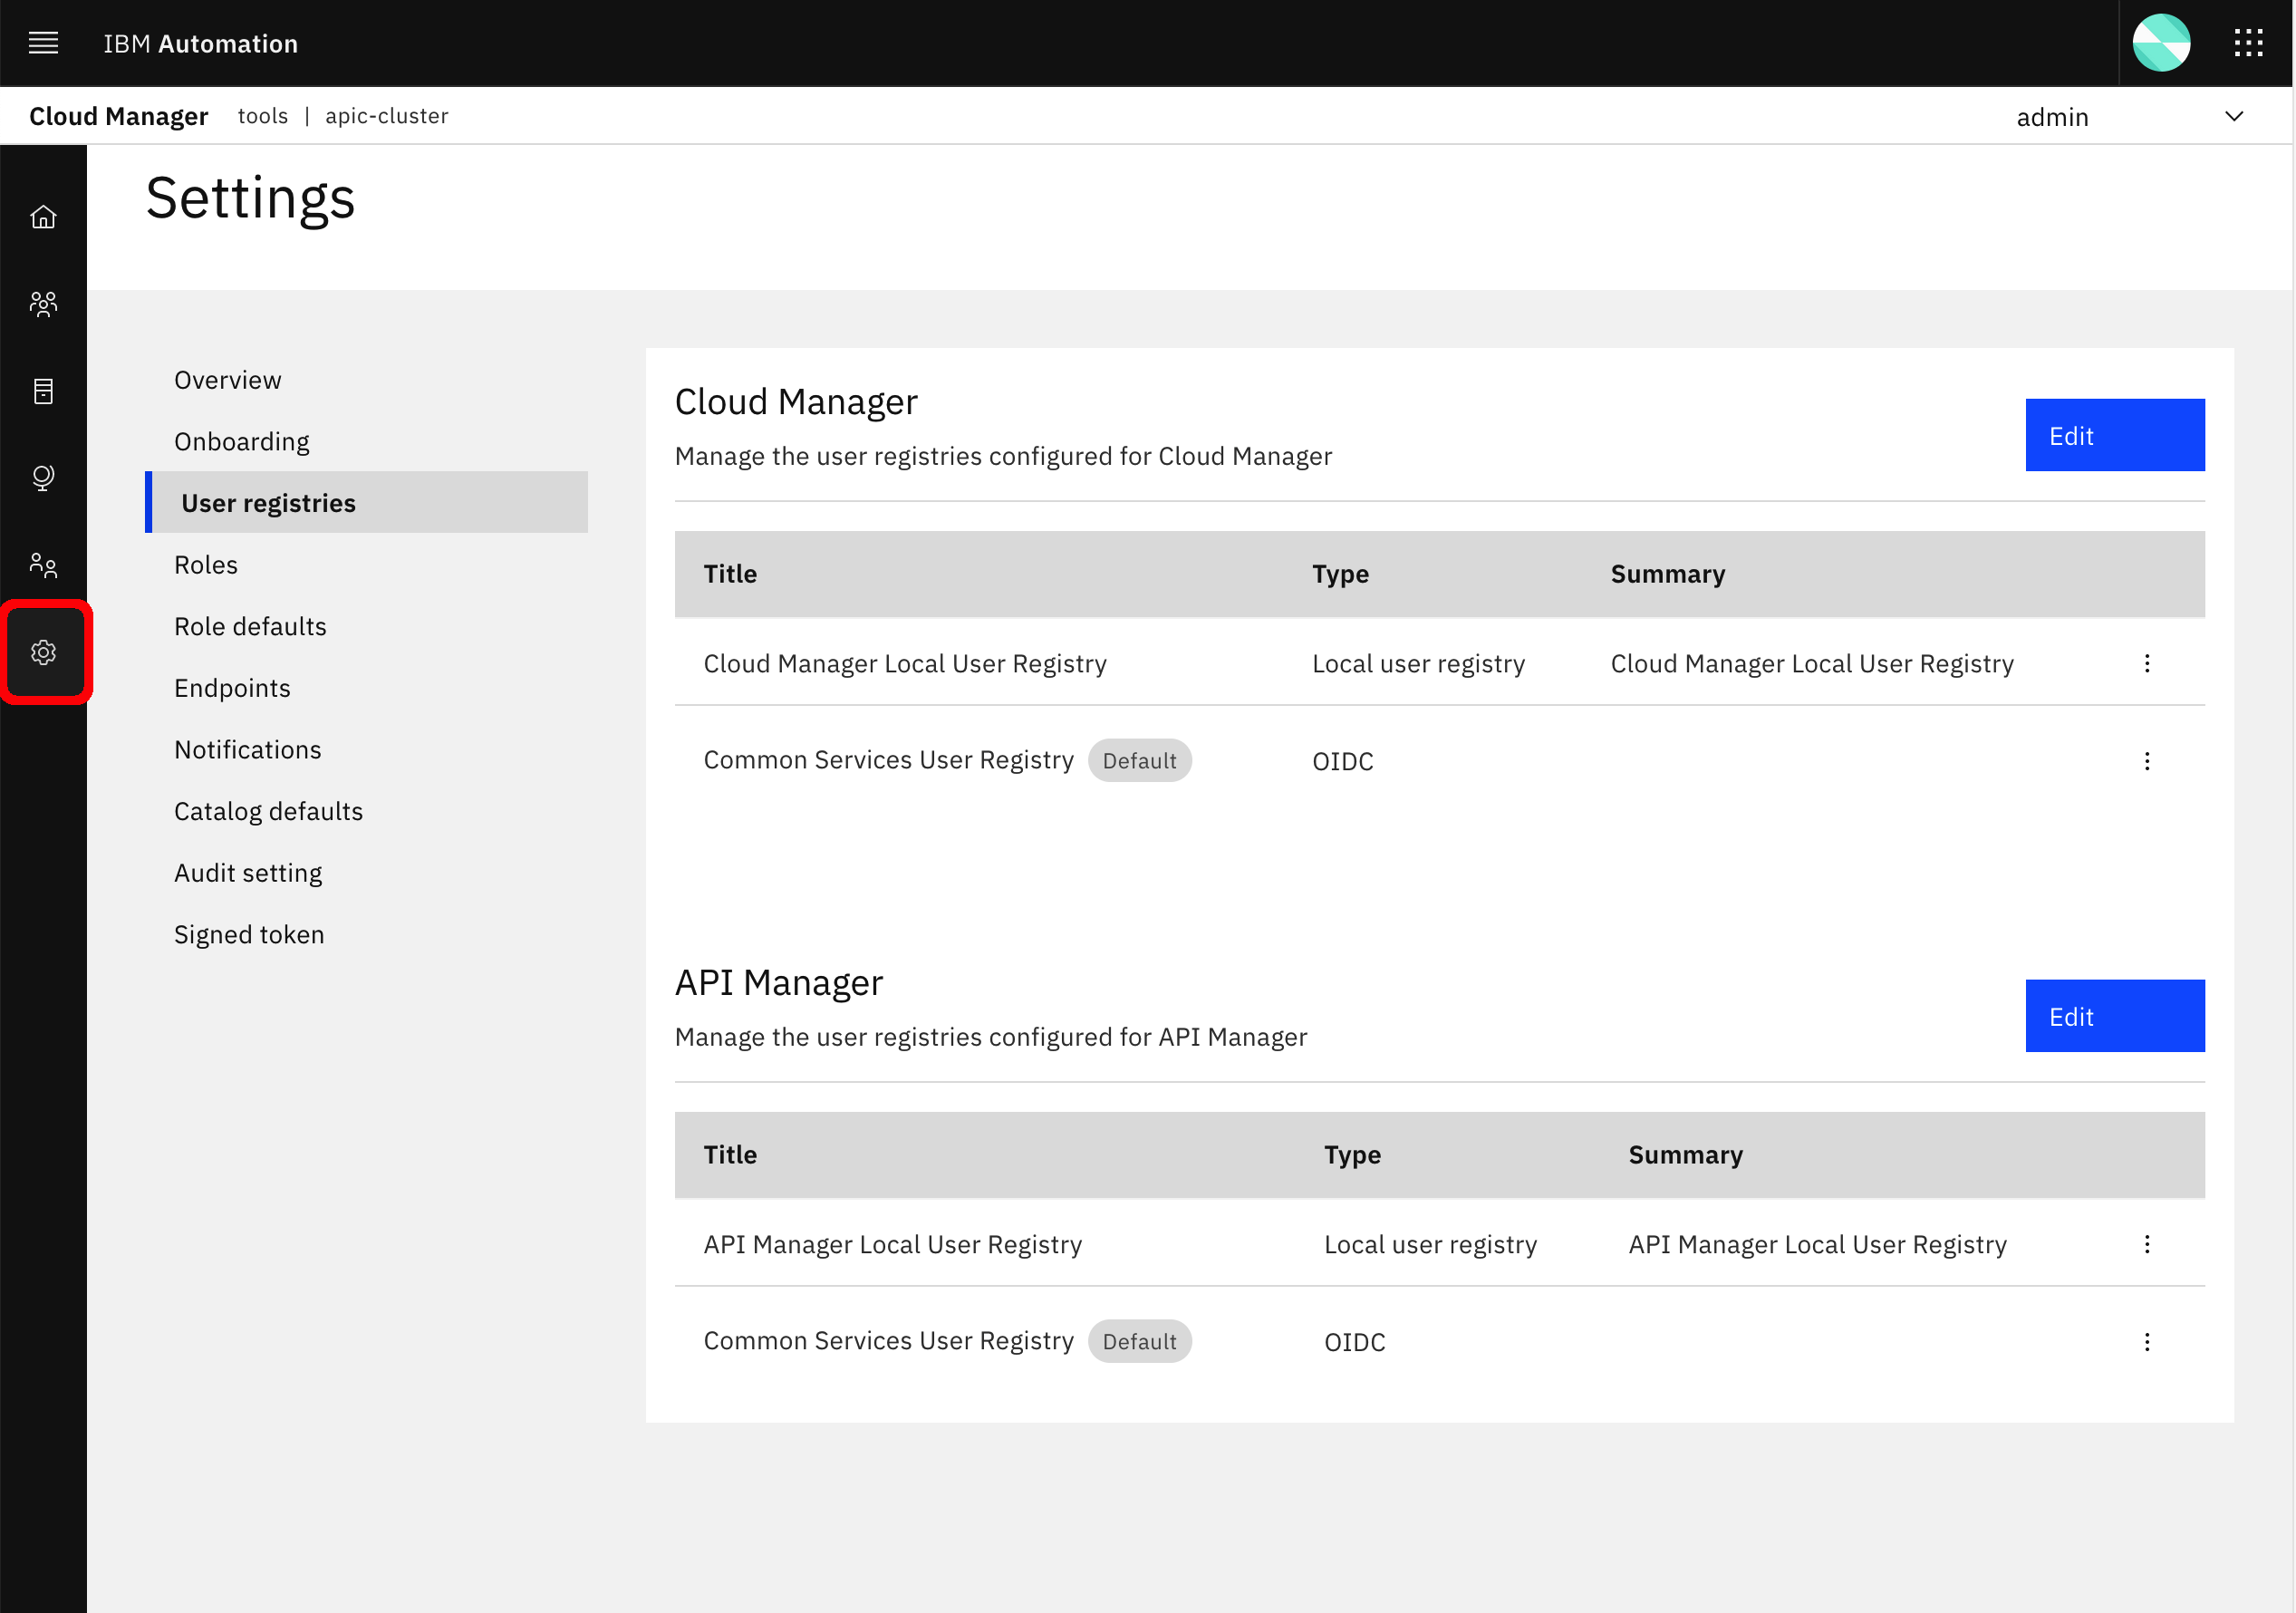 IBM Automation
Cloud Manager tools | apic-cluster admin
Settings
Overview
Onboarding
User registries
Roles
Role defaults
Endpoints
Notifications
Catalog defaults
Audit setting
Signed token
Cloud Manager
Manage the user registries configured for Cloud Manager
Edit
Title Type Summary
Cloud Manager Local User Registry Local user registry Cloud Manager Local User Registry
Common Services User Registry Default OIDC
API Manager
Manage the user registries configured for API Manager
Edit
Title Type Summary
API Manager Local User Registry Local user registry API Manager Local User Registry
Common Services User Registry Default OIDC